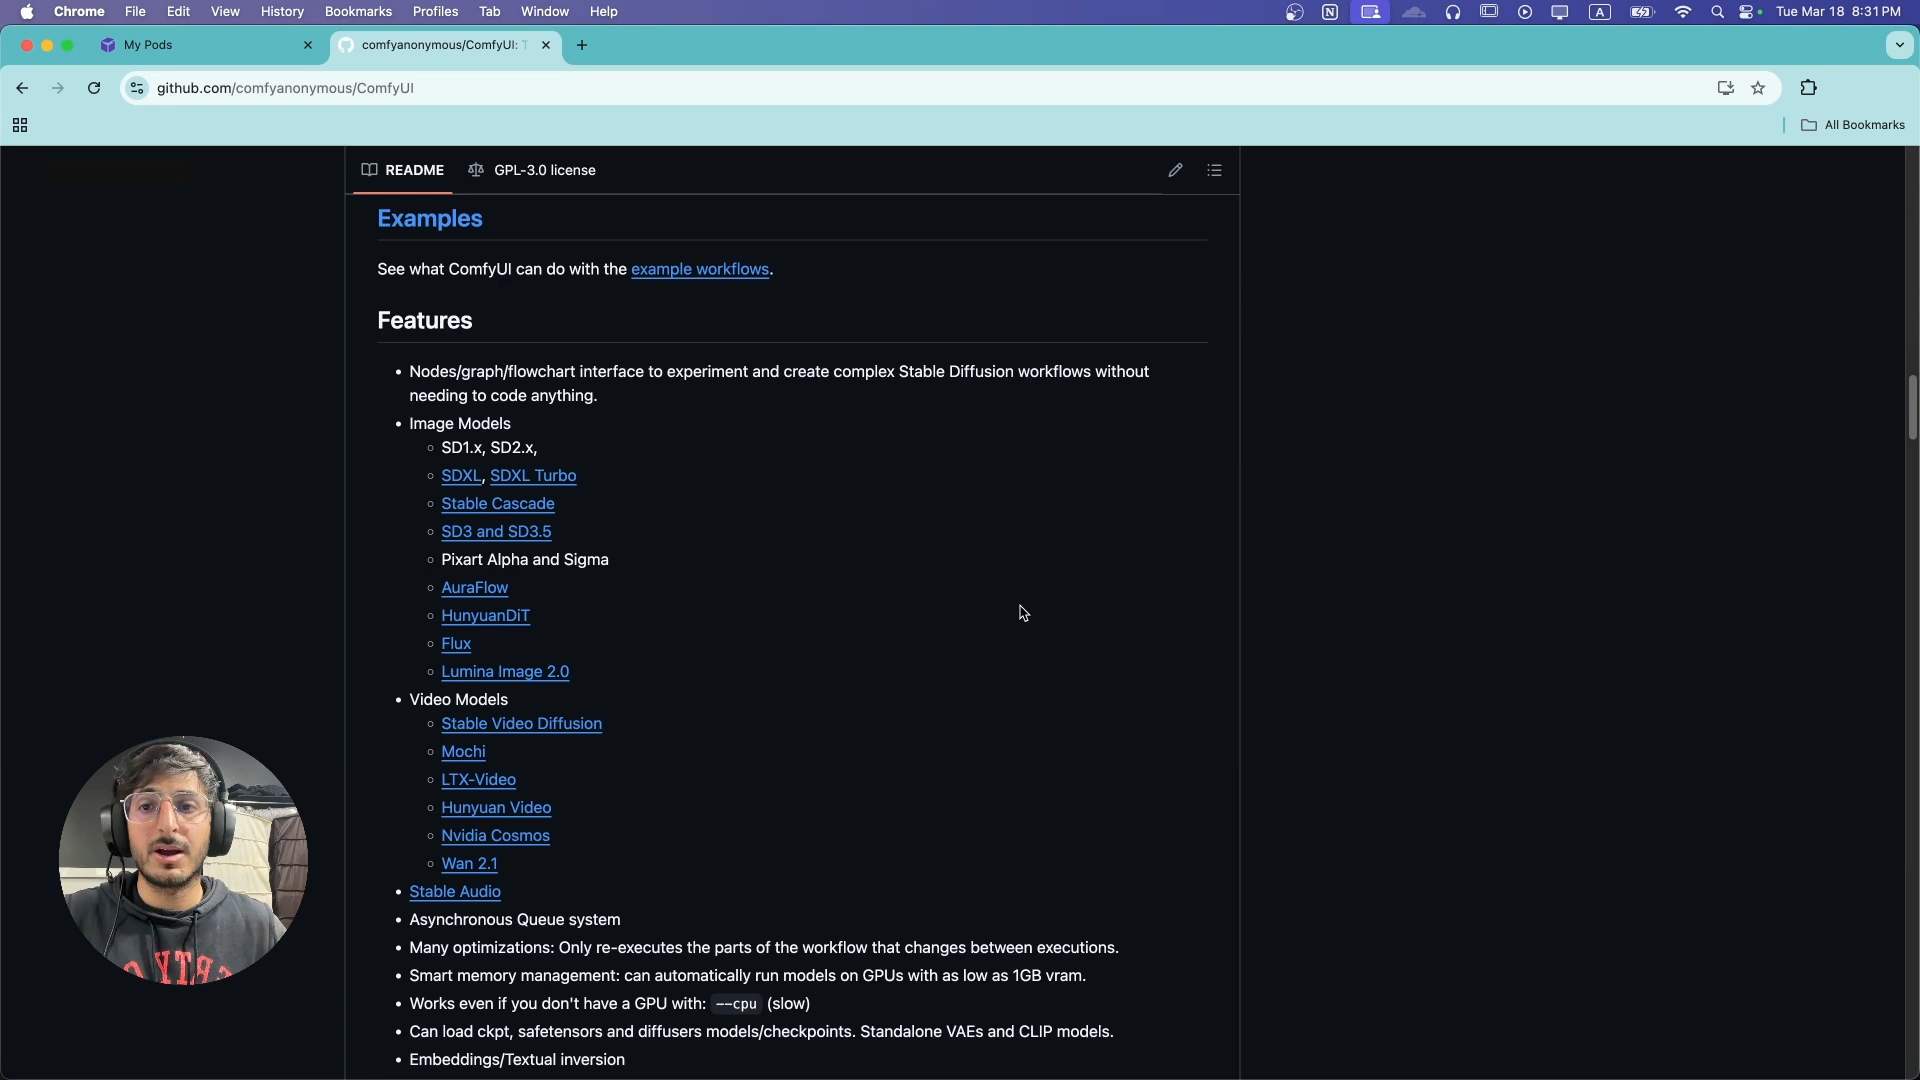 Chrome File Edit View History Bookmarks Profiles Tab Window Help A Tue Mar 18 8:31 PM
My Pods comfyanonymous/ComfyUI: T
github.com/comfyanonymous/ComfyUI
All Bookmarks
README GPL-3.0 license
Examples
See what ComfyUI can do with the example workflows.
Features
• Nodes/graph/flowchart interface to experiment and create complex Stable Diffusion workflows without
needing to code anything.
• Image Models
◦ SD1.x, SD2.x,
◦ SDXL, SDXL Turbo
◦ Stable Cascade
◦ SD3 and SD3.5
◦ Pixart Alpha and Sigma
◦ AuraFlow
◦ HunyuanDiT
◦ Flux
◦ Lumina Image 2.0
• Video Models
◦ Stable Video Diffusion
◦ Mochi
◦ LTX-Video
◦ Hunyuan Video
◦ Nvidia Cosmos
◦ Wan 2.1
• Stable Audio
• Asynchronous Queue system
• Many optimizations: Only re-executes the parts of the workflow that changes between executions.
• Smart memory management: can automatically run models on GPUs with as low as 1GB vram.
• Works even if you don't have a GPU with: --cpu (slow)
• Can load ckpt, safetensors and diffusers models/checkpoints. Standalone VAEs and CLIP models.
• Embeddings/Textual inversion